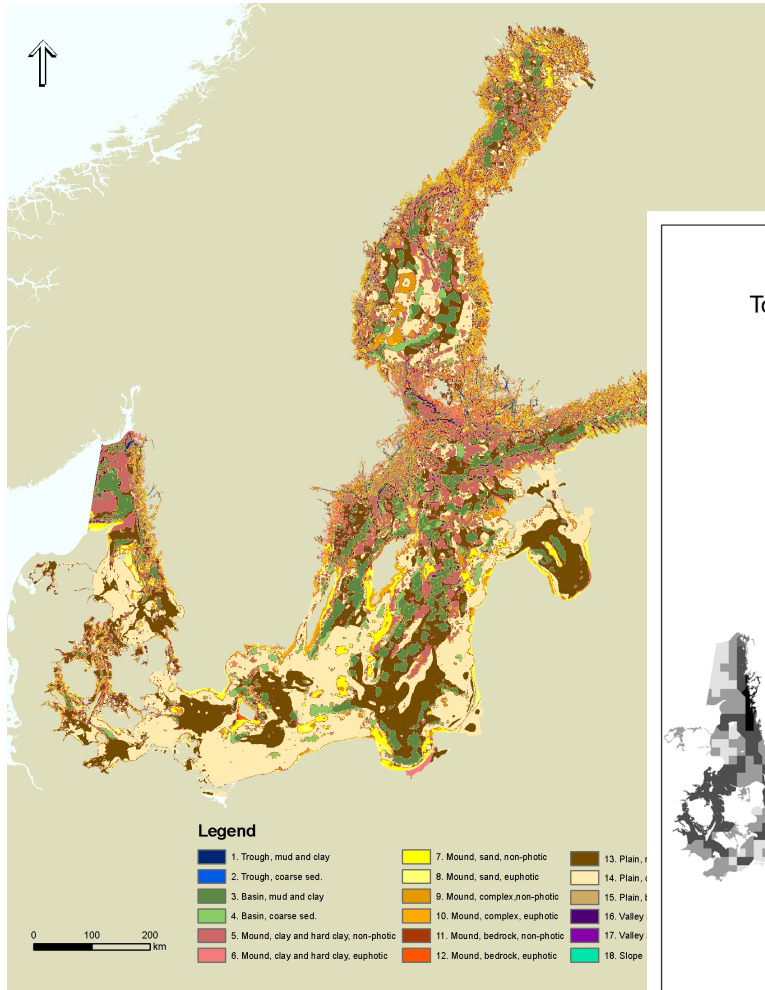 To
Legend
1. Trough, mud and clay
2. Trough, coarse sed.
3. Basin, mud and clay
4. Basin, coarse sed.
5. Mound, clay and hard clay, non-photic
6. Mound, clay and hard clay, euphotic
7. Mound, sand, non-photic
8. Mound, sand, euphotic
9. Mound, complex,non-photic
10. Mound, complex, euphotic
11. Mound, bedrock, non-photic
12. Mound, bedrock, euphotic
13. Plain,
14. Plain,
15. Plain,
16. Valley
17. Valley
18. Slope
0 100 200
km